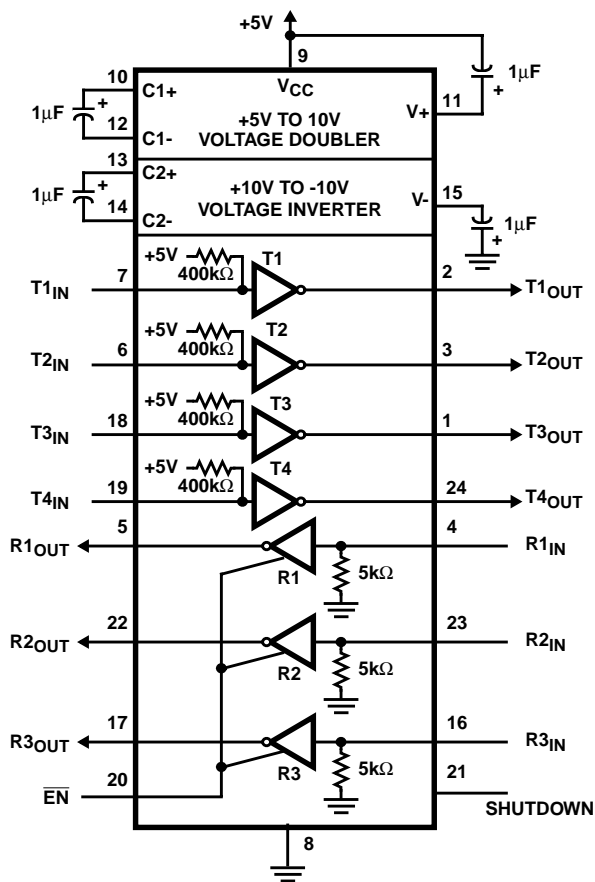 +5V
9
10
1µF
+
C1+
VCC
+
1µF
12
C1-
+5V TO 10V
VOLTAGE DOUBLER
V+
11
13
1µF
+
C2+
+10V TO -10V
VOLTAGE INVERTER
V-
15
14
C2-
+
1µF
+5V
400kΩ
T1
T1IN
7
2
T1OUT
+5V
400kΩ
T2
T2IN
6
3
T2OUT
+5V
400kΩ
T3
T3IN
18
1
T3OUT
+5V
400kΩ
T4
T4IN
19
24
T4OUT
R1OUT
5
4
R1IN
R1
5kΩ
R2OUT
22
23
R2IN
R2
5kΩ
R3OUT
17
16
R3IN
R3
5kΩ
EN
20
21
SHUTDOWN
8